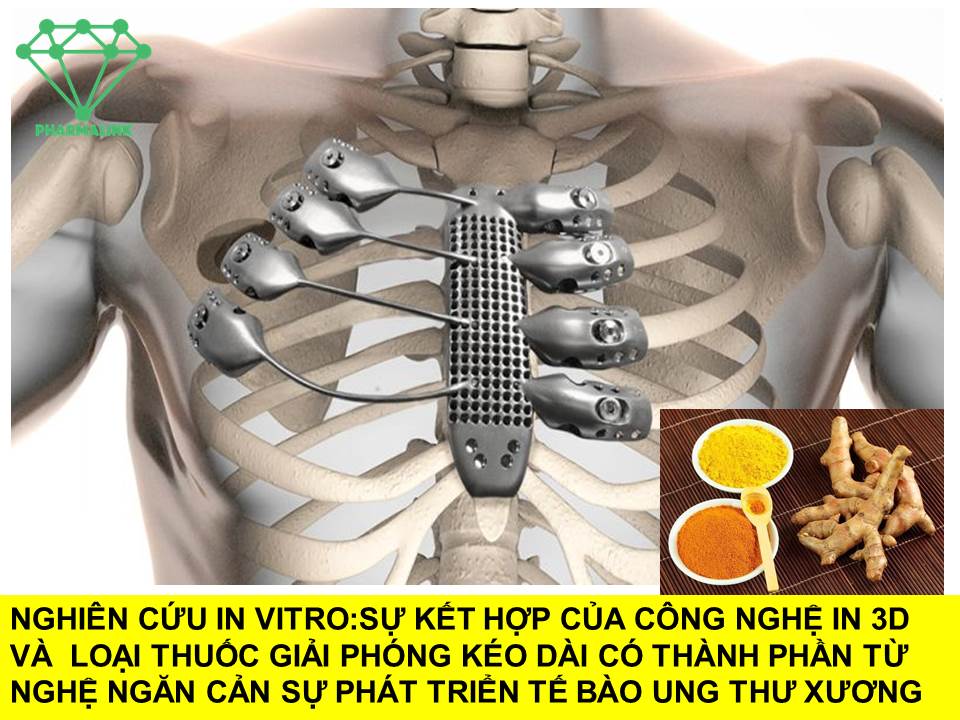 PHARMALINK
NGHIÊN CỨU IN VITRO:SỰ KẾT HỢP CỦA CÔNG NGHỆ IN 3D
VÀ LOẠI THUỐC GIẢI PHÓNG KÉO DÀI CÓ THÀNH PHẦN TỪ
NGHỆ NGĂN CẢN SỰ PHÁT TRIỂN TẾ BÀO UNG THƯ XƯƠNG